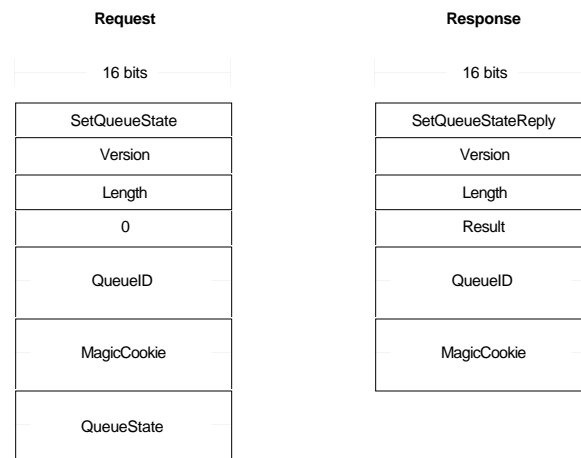 Request
16 bits
SetQueueState
Version
Length
0
QueueID
MagicCookie
QueueState
Response
16 bits
SetQueueStateReply
Version
Length
Result
QueueID
MagicCookie